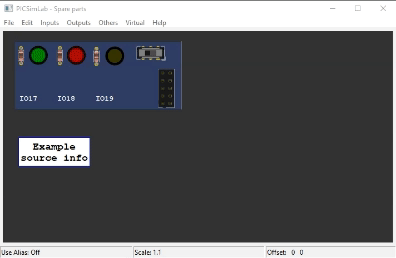 PICSimLab - Spare parts
File Edit Inputs Outputs Others Virtual Help
IO17 IO18 IO19
Example
source info
Use Alias: Off Scale: 1.1 Offset: 0 0